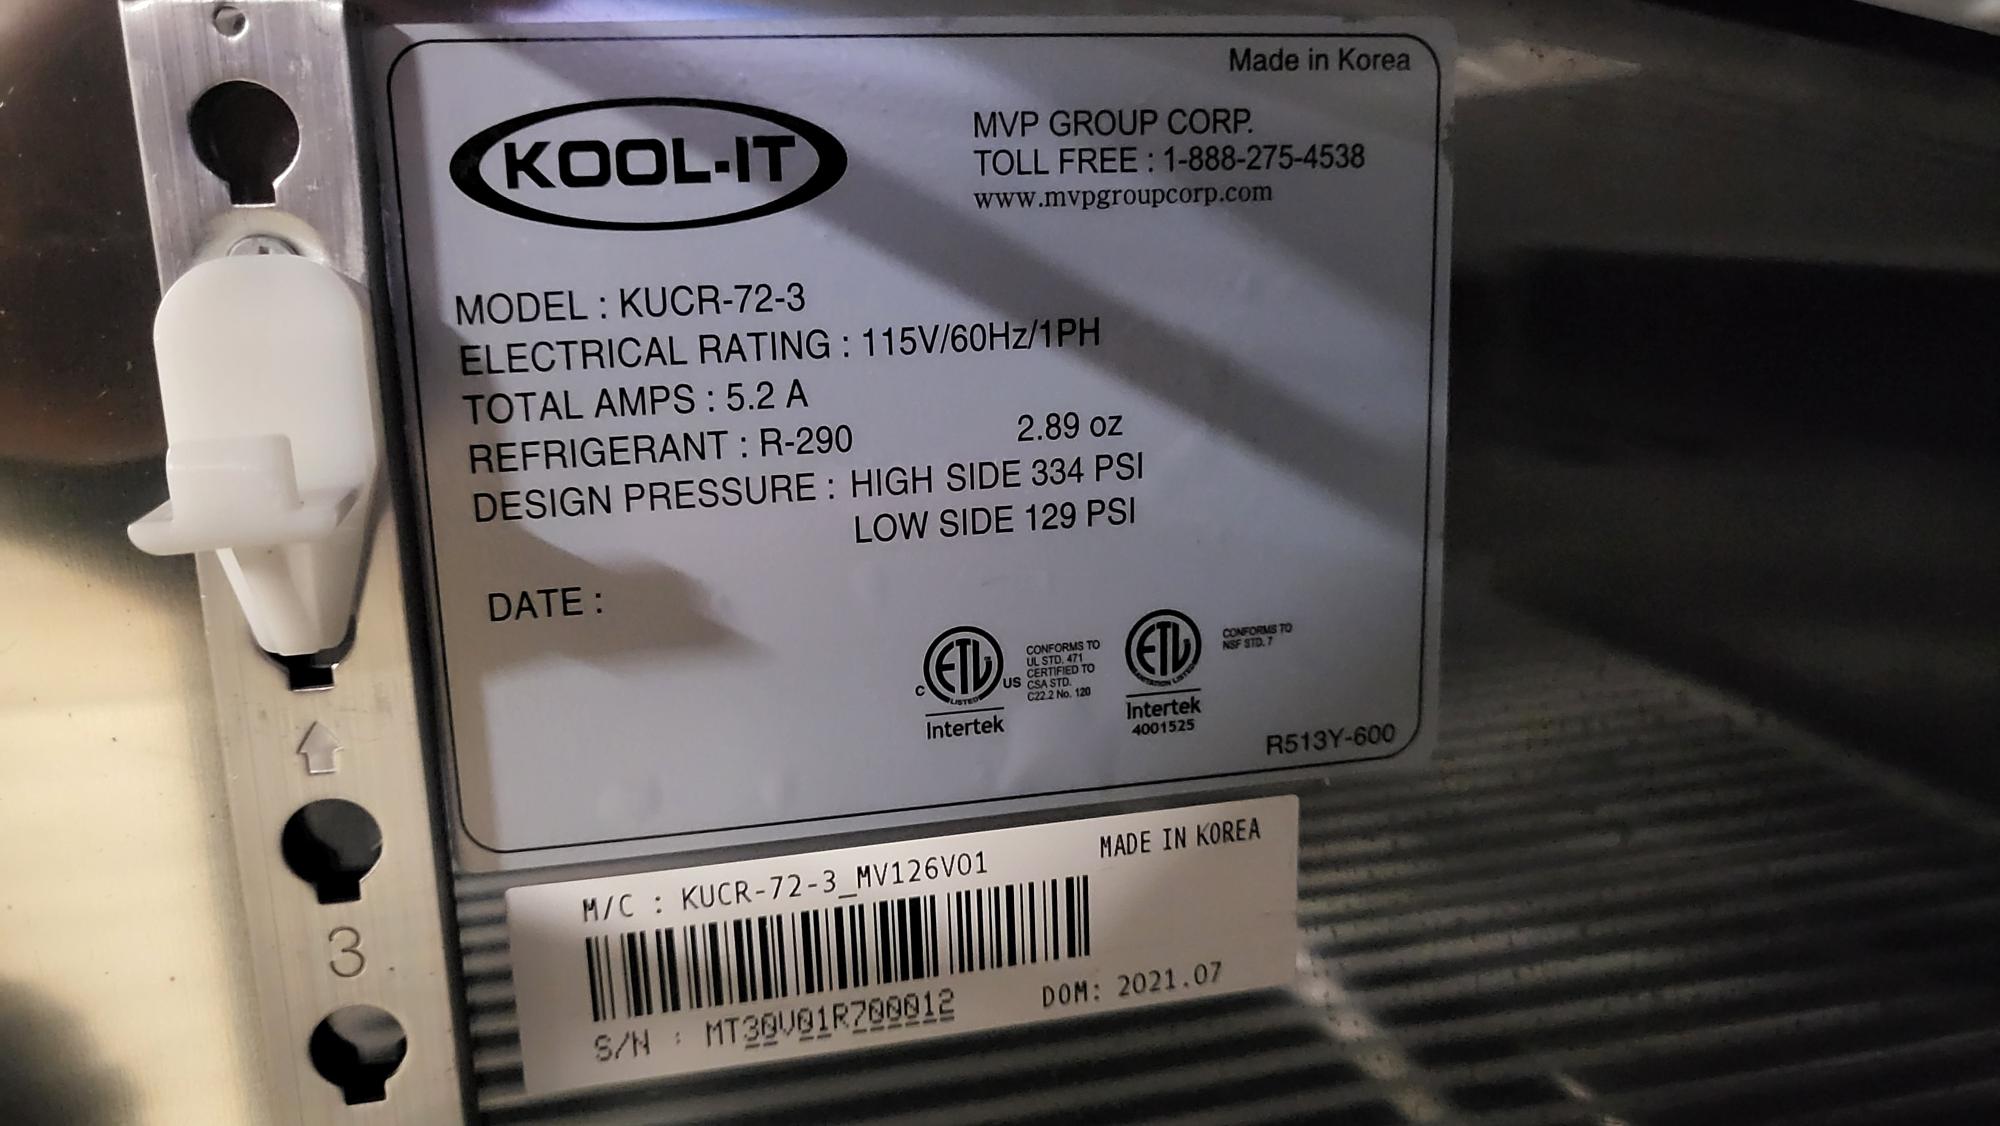 Made in Korea
KOOL-IT
MVP GROUP CORP.
TOLL FREE : 1-888-275-4538
www.mvpgroupcorp.com
MODEL : KUCR-72-3
ELECTRICAL RATING : 115V/60Hz/1PH
TOTAL AMPS : 5.2 A
REFRIGERANT : R-290 2.89 oz
DESIGN PRESSURE : HIGH SIDE 334 PSI
LOW SIDE 129 PSI
DATE :
C ETL US
LISTED
Intertek
CONFORMS TO
UL STD. 471
CERTIFIED TO
CSA STD.
C22.2 No. 120
ETL
Intertek
4001525
CONFORMS TO
NSF STD. 7
R513Y-600
M/C : KUCR-72-3_MV126V01
MADE IN KOREA
S/N : MT30V01R700012
DOM: 2021.07
3